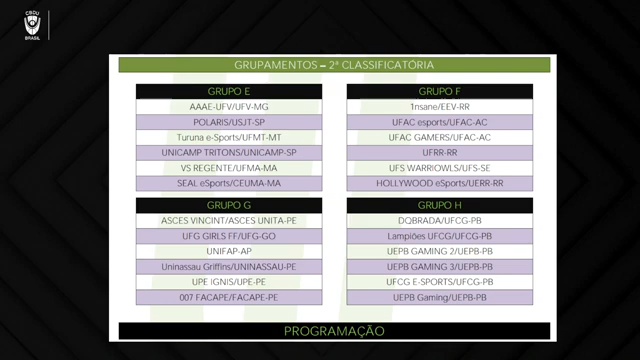 CBDU
BRASIL
GRUPAMENTOS – 2ª CLASSIFICATÓRIA
GRUPO E
AAAE-UFV/UFV-MG
POLARIS/USJT-SP
Turuna e-Sports/UFMT-MT
UNICAMP TRITONS/UNICAMP-SP
VS REGENTE/UFMA-MA
SEAL eSports/CEUMA-MA
GRUPO F
1nsane/EEV-RR
UFAC esports/UFAC-AC
UFAC GAMERS/UFAC-AC
UFRR-RR
UFS WARRIOWLS/UFS-SE
HOLLYWOOD eSports/UERR-RR
GRUPO G
ASCES VINCINT/ASCES UNITA-PE
UFG GIRLS FF/UFG-GO
UNIFAP-AP
Uninassau Griffins/UNINASSAU-PE
UPE IGNIS/UPE-PE
007 FACAPE/FACAPE-PE
GRUPO H
DQBRADA/UFCG-PB
Lampiões UFCG/UFCG-PB
UEPB GAMING 2/UEPB-PB
UEPB GAMING 3/UEPB-PB
UFCG E-SPORTS/UFCG-PB
UEPB Gaming/UEPB-PB
PROGRAMAÇÃO